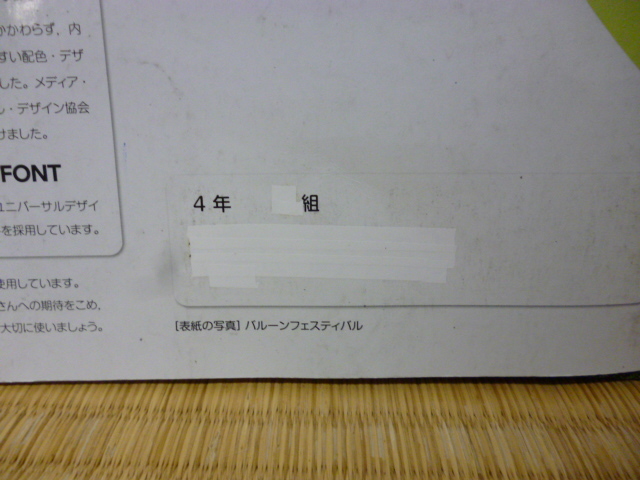 かかわらず，内
すい配色・デザ
した。メディア・
ル・デザイン協会
けました。
FONT
ユニバーサルデザイ
を採用しています。
使用しています。
さんへの期待をこめ，
大切に使いましょう。
4年 組
[表紙の写真] バルーンフェスティバル